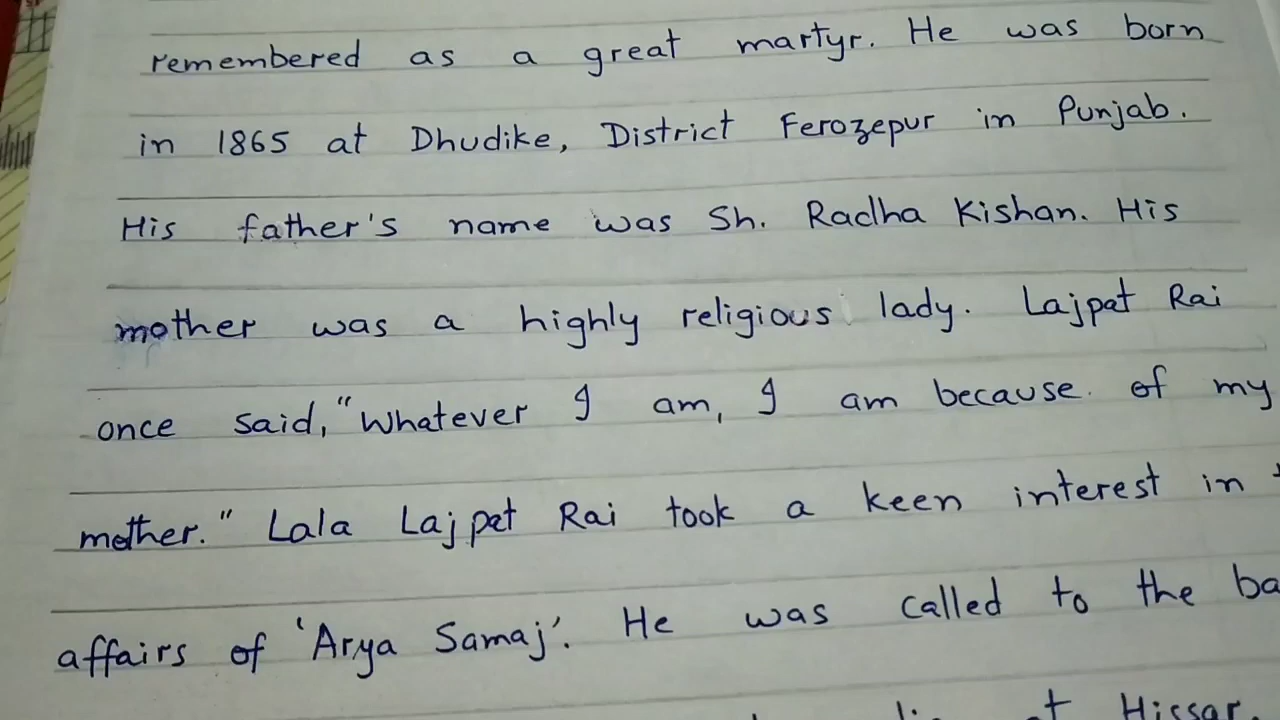 remembered as a great martyr. He was born
in 1865 at Dhudike, District Ferozepur in Punjab.
His father's name was Sh. Radha Kishan. His
mother was a highly religious lady. Lajpat Rai
once said, "Whatever I am, I am because of my
mother." Lala Lajpat Rai took a keen interest in
affairs of 'Arya Samaj'. He was called to the ba
at Hissar.